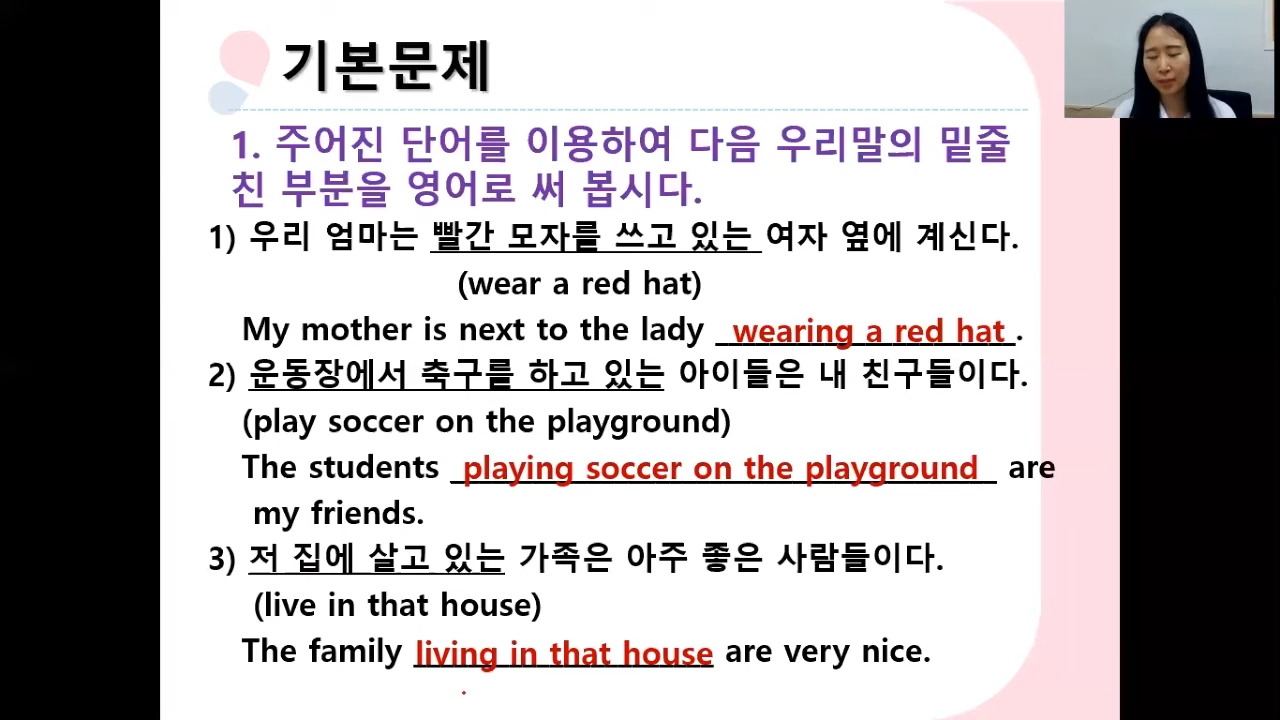 기본문제
1. 주어진 단어를 이용하여 다음 우리말의 밑줄
친 부분을 영어로 써 봅시다.
1) 우리 엄마는 빨간 모자를 쓰고 있는 여자 옆에 계신다.
(wear a red hat)
My mother is next to the lady wearing a red hat.
2) 운동장에서 축구를 하고 있는 아이들은 내 친구들이다.
(play soccer on the playground)
The students playing soccer on the playground are
my friends.
3) 저 집에 살고 있는 가족은 아주 좋은 사람들이다.
(live in that house)
The family living in that house are very nice.